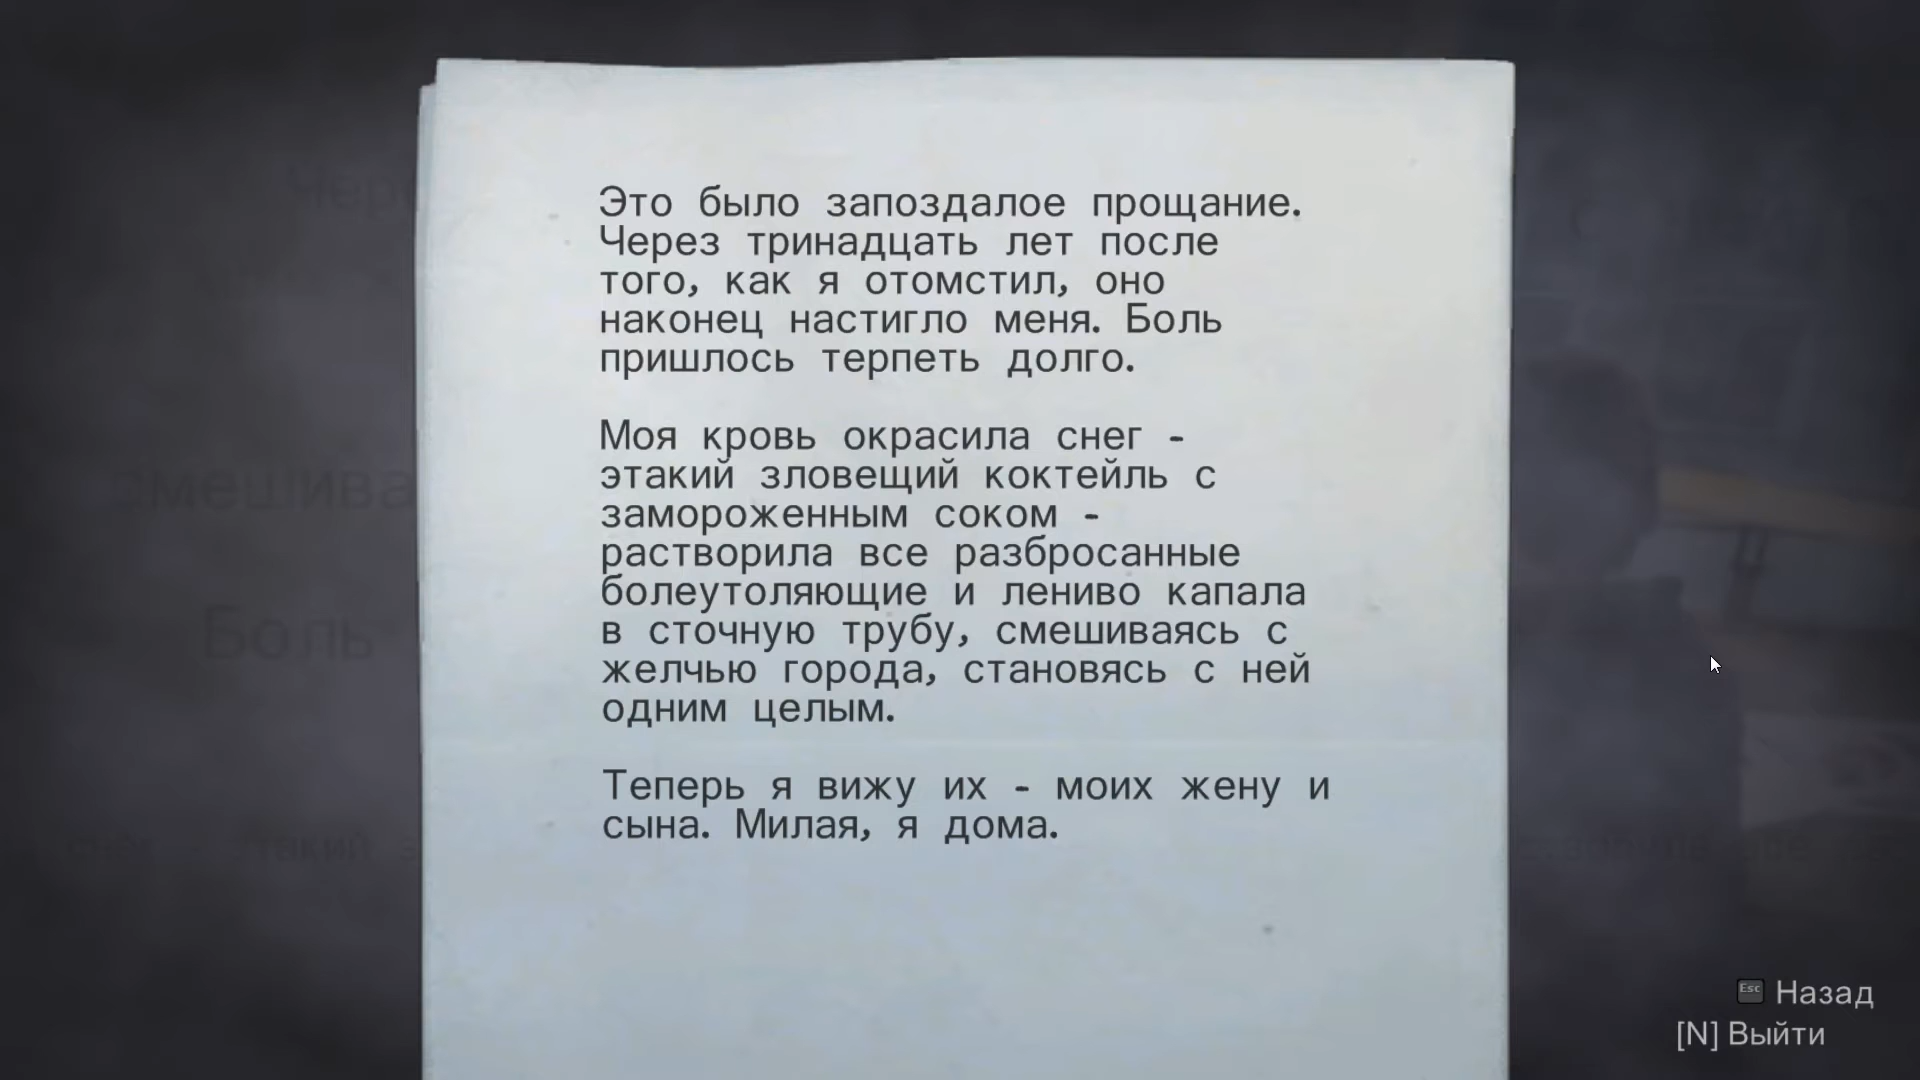 Это было запоздалое прощание.
Через тринадцать лет после
того, как я отомстил, оно
наконец настигло меня. Боль
пришлось терпеть долго.
Моя кровь окрасила снег -
этакий зловещий коктейль с
замороженным соком -
растворила все разбросанные
болеутоляющие и лениво капала
в сточную трубу, смешиваясь с
желчью города, становясь с ней
одним целым.
Теперь я вижу их - моих жену и
сына. Милая, я дома.
Боль
Esc Назад
[N] Выйти